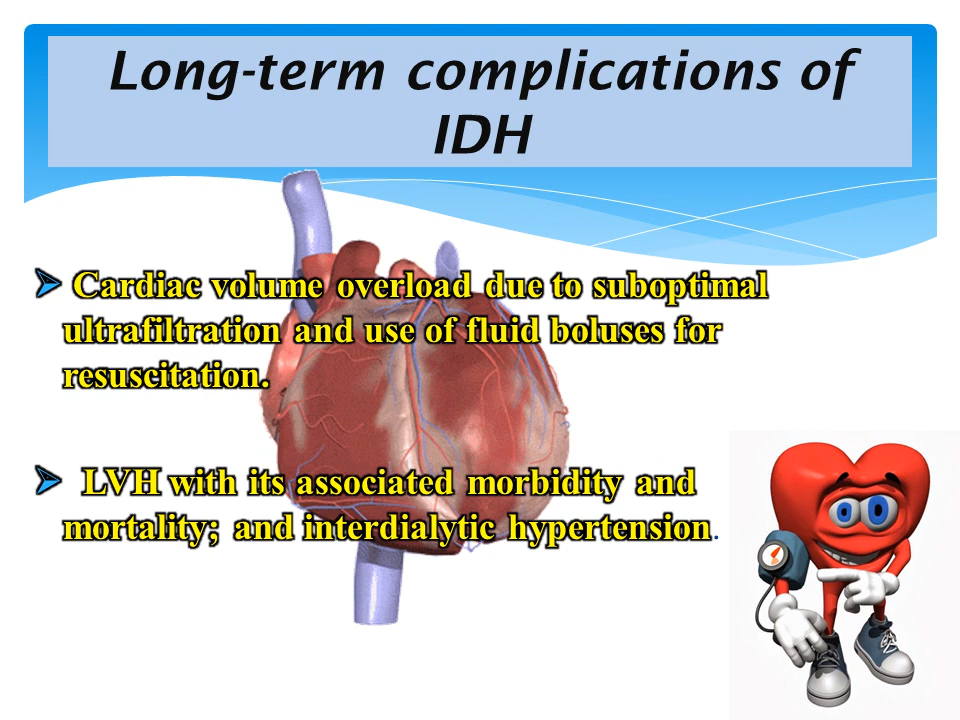 Long-term complications of
IDH
Cardiac volume overload due to suboptimal
ultrafiltration and use of fluid boluses for
resuscitation.
LVH with its associated morbidity and
mortality; and interdialytic hypertension.